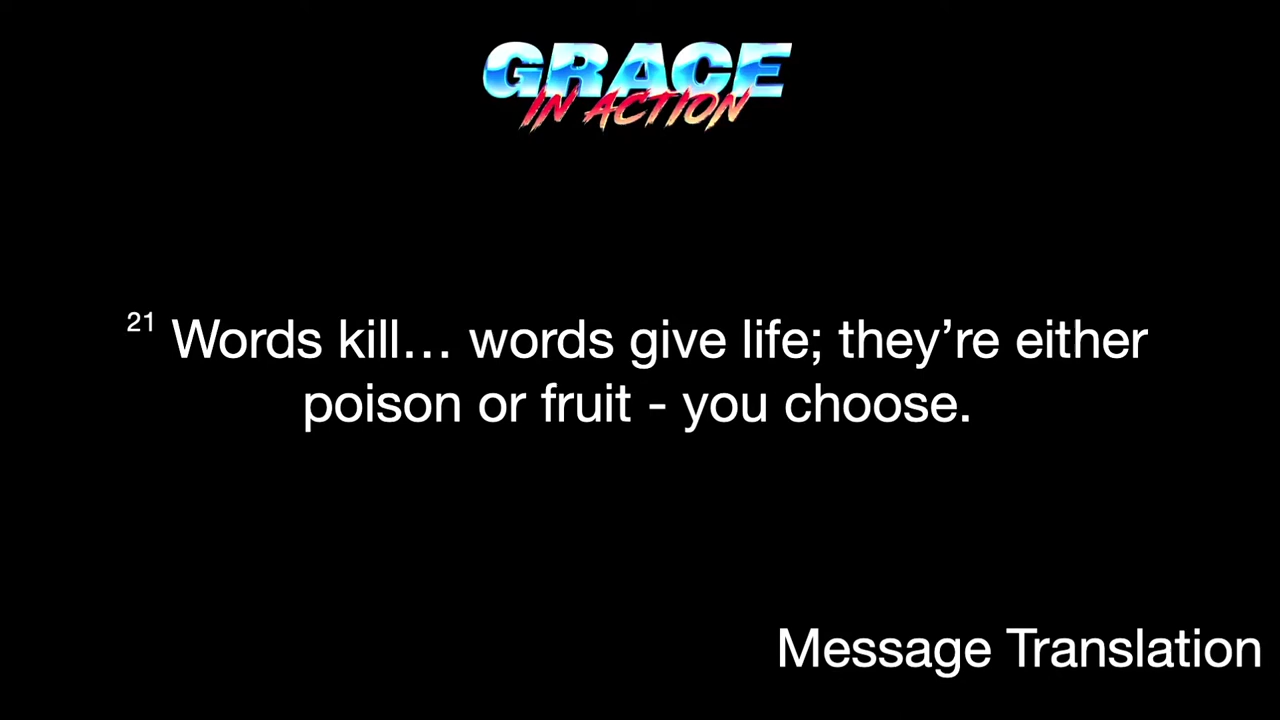 GRACE
IN ACTION
21 Words kill… words give life; they’re either
poison or fruit - you choose.
Message Translation